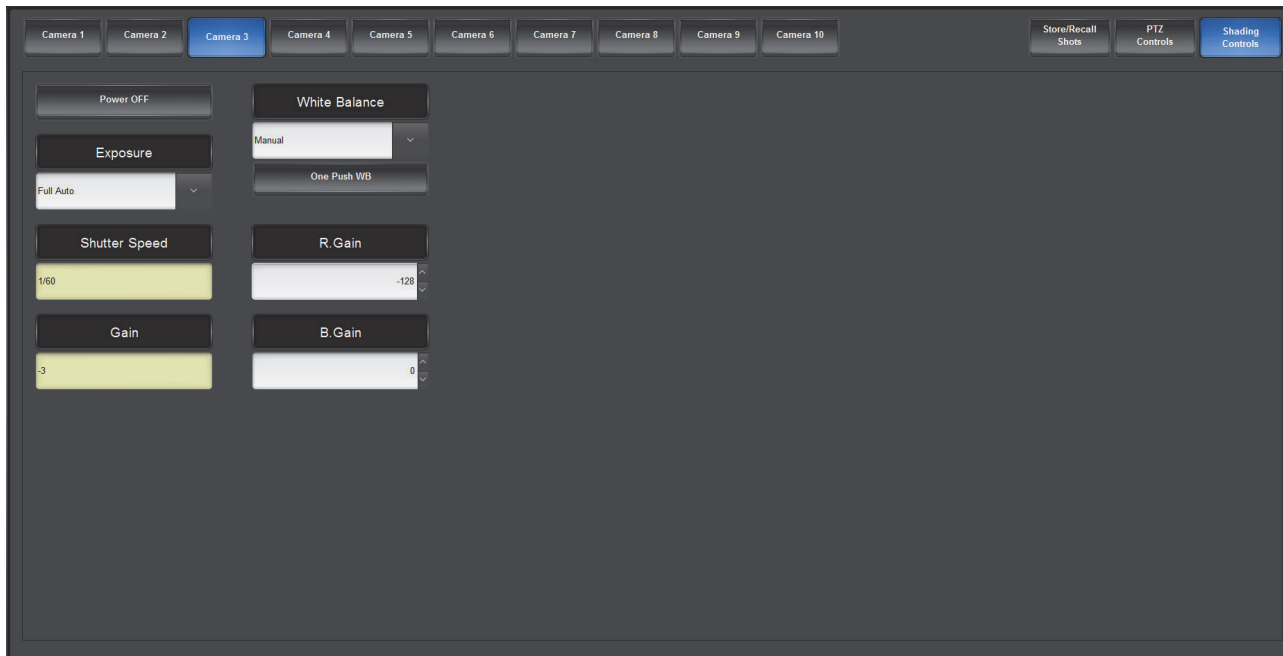 Camera 1
Camera 2
Camera 3
Camera 4
Camera 5
Camera 6
Camera 7
Camera 8
Camera 9
Camera 10
Store/Recall
Shots
PTZ
Controls
Shading
Controls
Power OFF
Exposure
Full Auto
Shutter Speed
1/60
Gain
-3
White Balance
Manual
One Push WB
R.Gain
-128
B.Gain
0